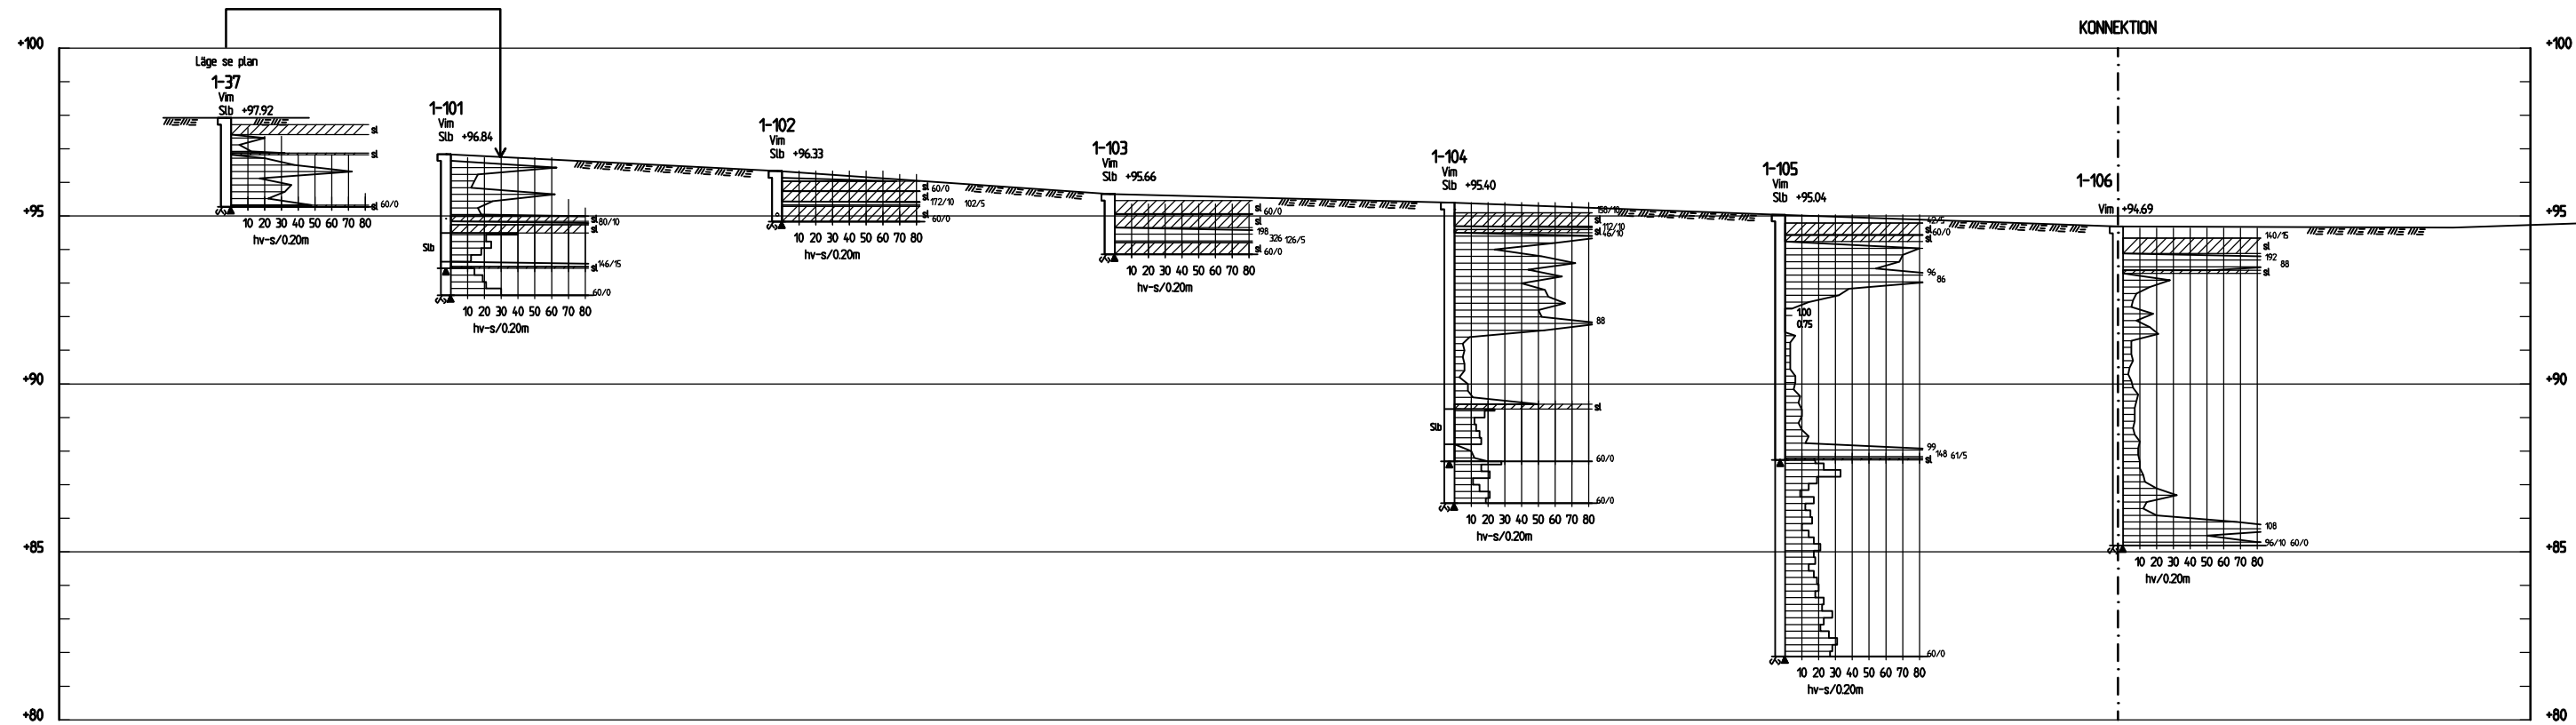 KONNEKTION
+100
+100
Läge se plan
1-37
Vim
Slb +97.92
sl
sl
sl 60/0
10 20 30 40 50 60 70 80
hv-s/0.20m
1-101
Vim
Slb +96.84
sl 80/10
sl
Slb
sl 146/15
60/0
10 20 30 40 50 60 70 80
hv-s/0.20m
1-102
Vim
Slb +96.33
sl 60/0
sl
172/10 102/5
sl
60/0
10 20 30 40 50 60 70 80
hv-s/0.20m
1-103
Vim
Slb +95.66
sl
60/0
sl
198
326 126/5
sl
60/0
10 20 30 40 50 60 70 80
hv-s/0.20m
1-104
Vim
Slb +95.40
sl
112/10
sl
146/10
88
sl
Slb
60/0
60/0
10 20 30 40 50 60 70 80
hv-s/0.20m
1-105
Vim
Slb +95.04
42/5
sl 60/0
sl
96
86
1.00
0.75
99
148 61/5
sl
60/0
10 20 30 40 50 60 70 80
hv-s/0.20m
1-106
Vim +94.69
140/15
sl
192
88
sl
108
96/10 60/0
10 20 30 40 50 60 70 80
hv/0.20m
+95
+95
+90
+90
+85
+85
+80
+80